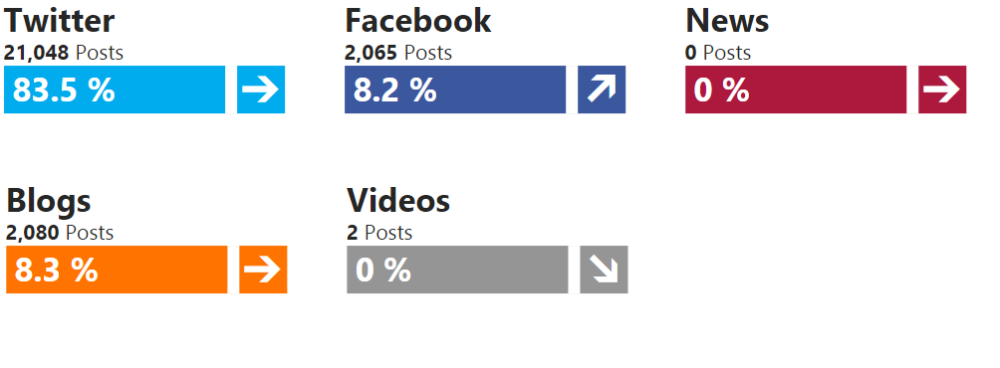 Twitter
21,048 Posts
83.5 %
Facebook
2,065 Posts
8.2 %
News
0 Posts
0 %
Blogs
2,080 Posts
8.3 %
Videos
2 Posts
0 %